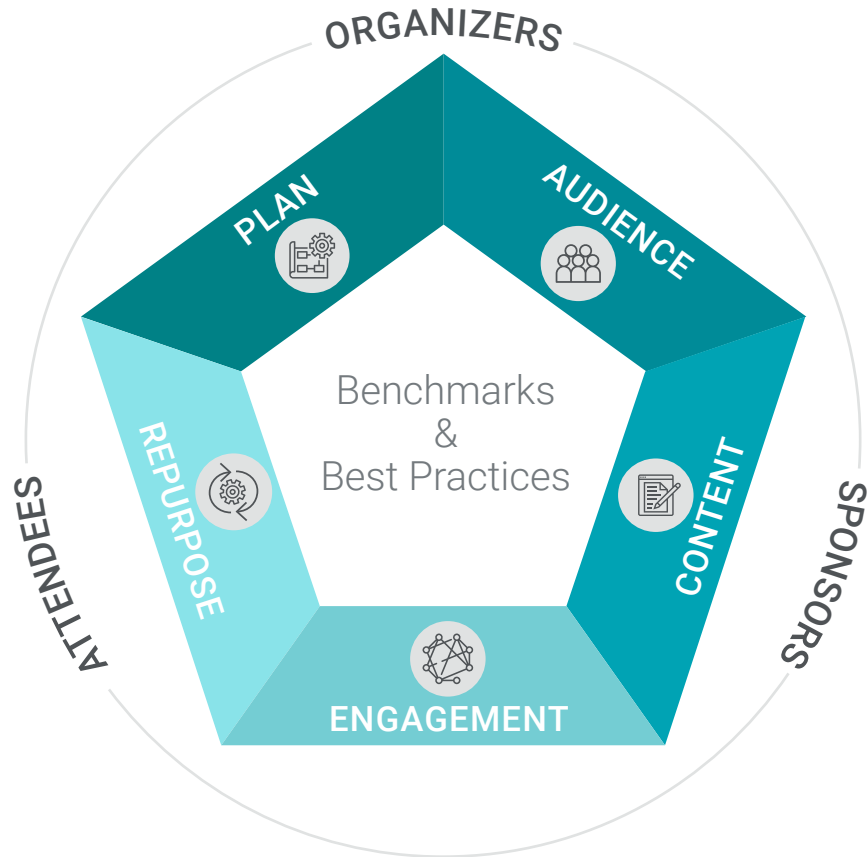 ORGANIZERS
PLAN
AUDIENCE
Benchmarks
&
Best Practices
REPURPOSE
CONTENT
ATTENDEES
SPONSORS
ENGAGEMENT